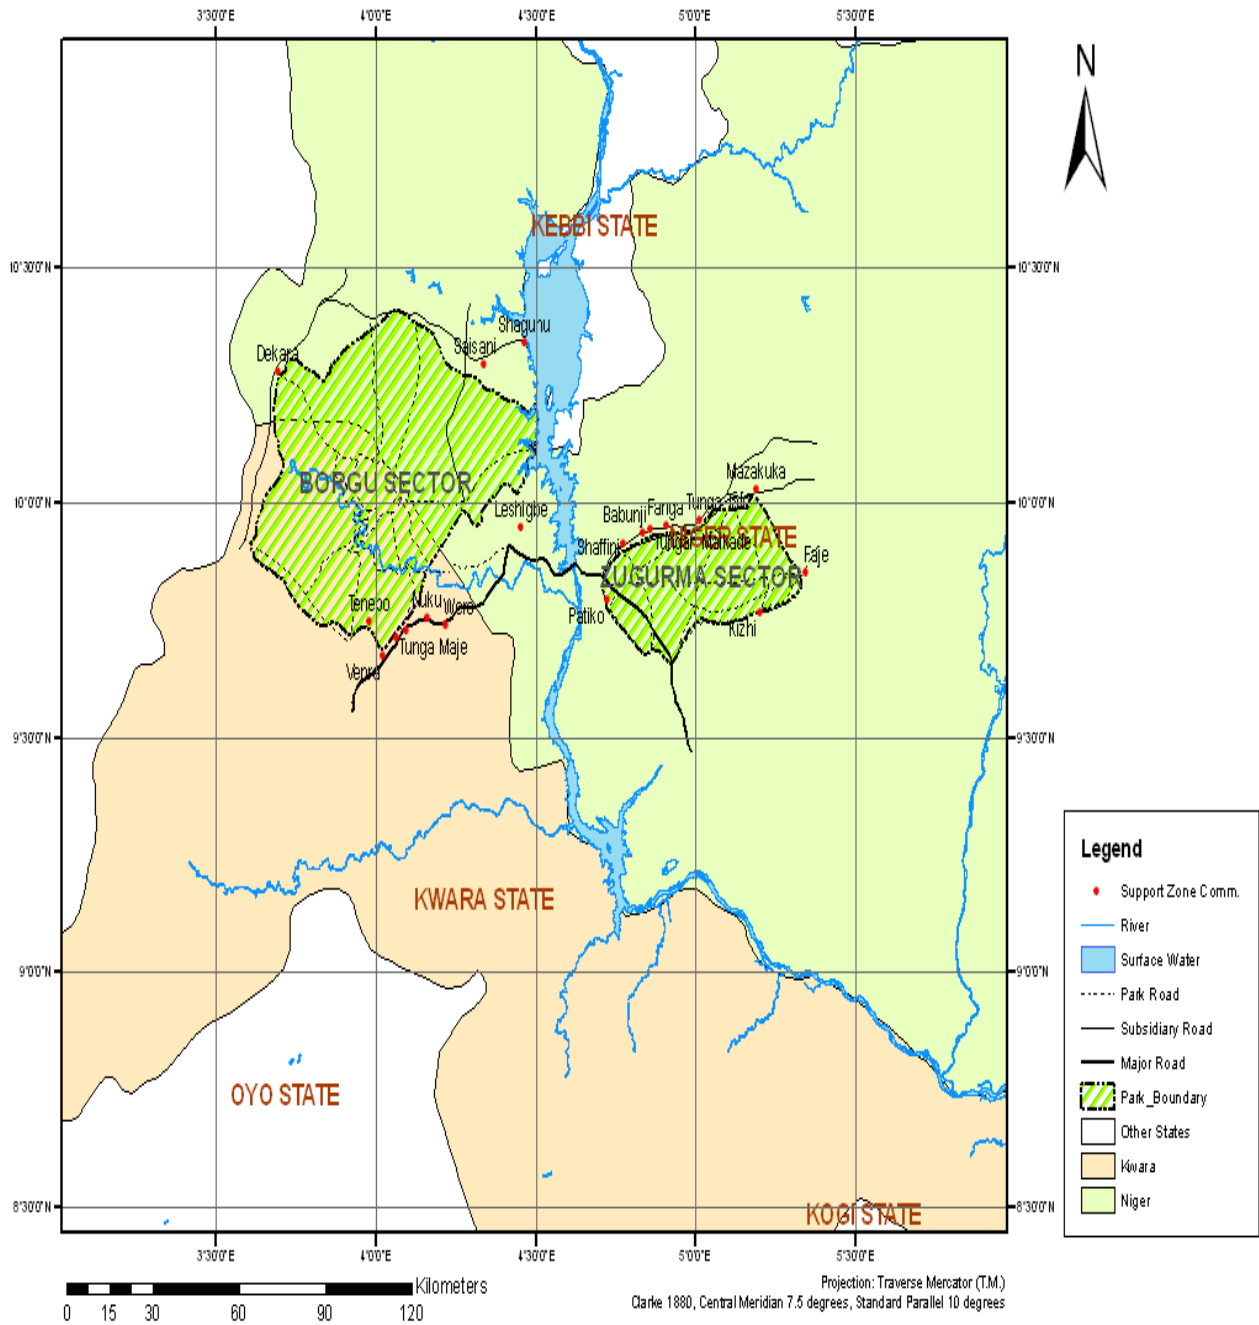 3°30'0"E 4°0'0"E 4°30'0"E 5°0'0"E 5°30'0"E
N
KEBBI STATE
10°30'0"N 10°30'0"N
Shagunu
Saisani
Dekara
Mazakuka
BORGU SECTOR
10°0'0"N 10°0'0"N
Leshigbe
Babunji
Fanga
Tunga
NIGER STATE
Shaffini
Tunga
Faje
ZUGURMA SECTOR
Tenebo
Patiko
Kizhi
Tunga Maje
9°30'0"N 9°30'0"N
KWARA STATE
9°0'0"N 9°0'0"N
OYO STATE
KOGI STATE
8°30'0"N 8°30'0"N
3°30'0"E 4°0'0"E 4°30'0"E 5°0'0"E 5°30'0"E
Legend
Support Zone Comm.
River
Surface Water
Park Road
Subsidiary Road
Major Road
Park_Boundary
Other States
Kwara
Niger
Kilometers
0 15 30 60 90 120
Projection: Traverse Mercator (T.M.)
Clarke 1880, Central Meridian 7.5 degrees, Standard Parallel 10 degrees